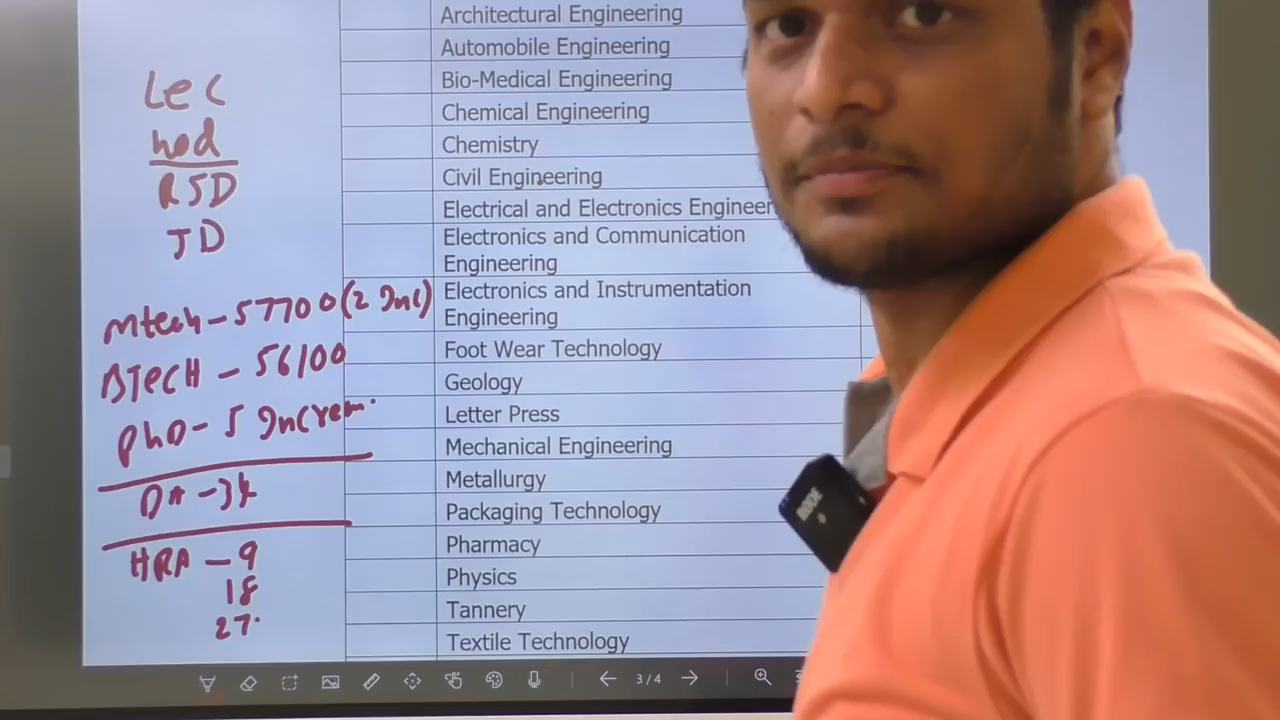 Lec
hod
RJD
JD
Mtech - 57700 (2 Inc)
BTECH - 56100
PhD - 5 Increm.
DA - 34
HRA - 9
18
27.
Architectural Engineering
Automobile Engineering
Bio-Medical Engineering
Chemical Engineering
Chemistry
Civil Engineering
Electrical and Electronics Engineer
Electronics and Communication
Engineering
Electronics and Instrumentation
Engineering
Foot Wear Technology
Geology
Letter Press
Mechanical Engineering
Metallurgy
Packaging Technology
Pharmacy
Physics
Tannery
Textile Technology
3/4
RODE